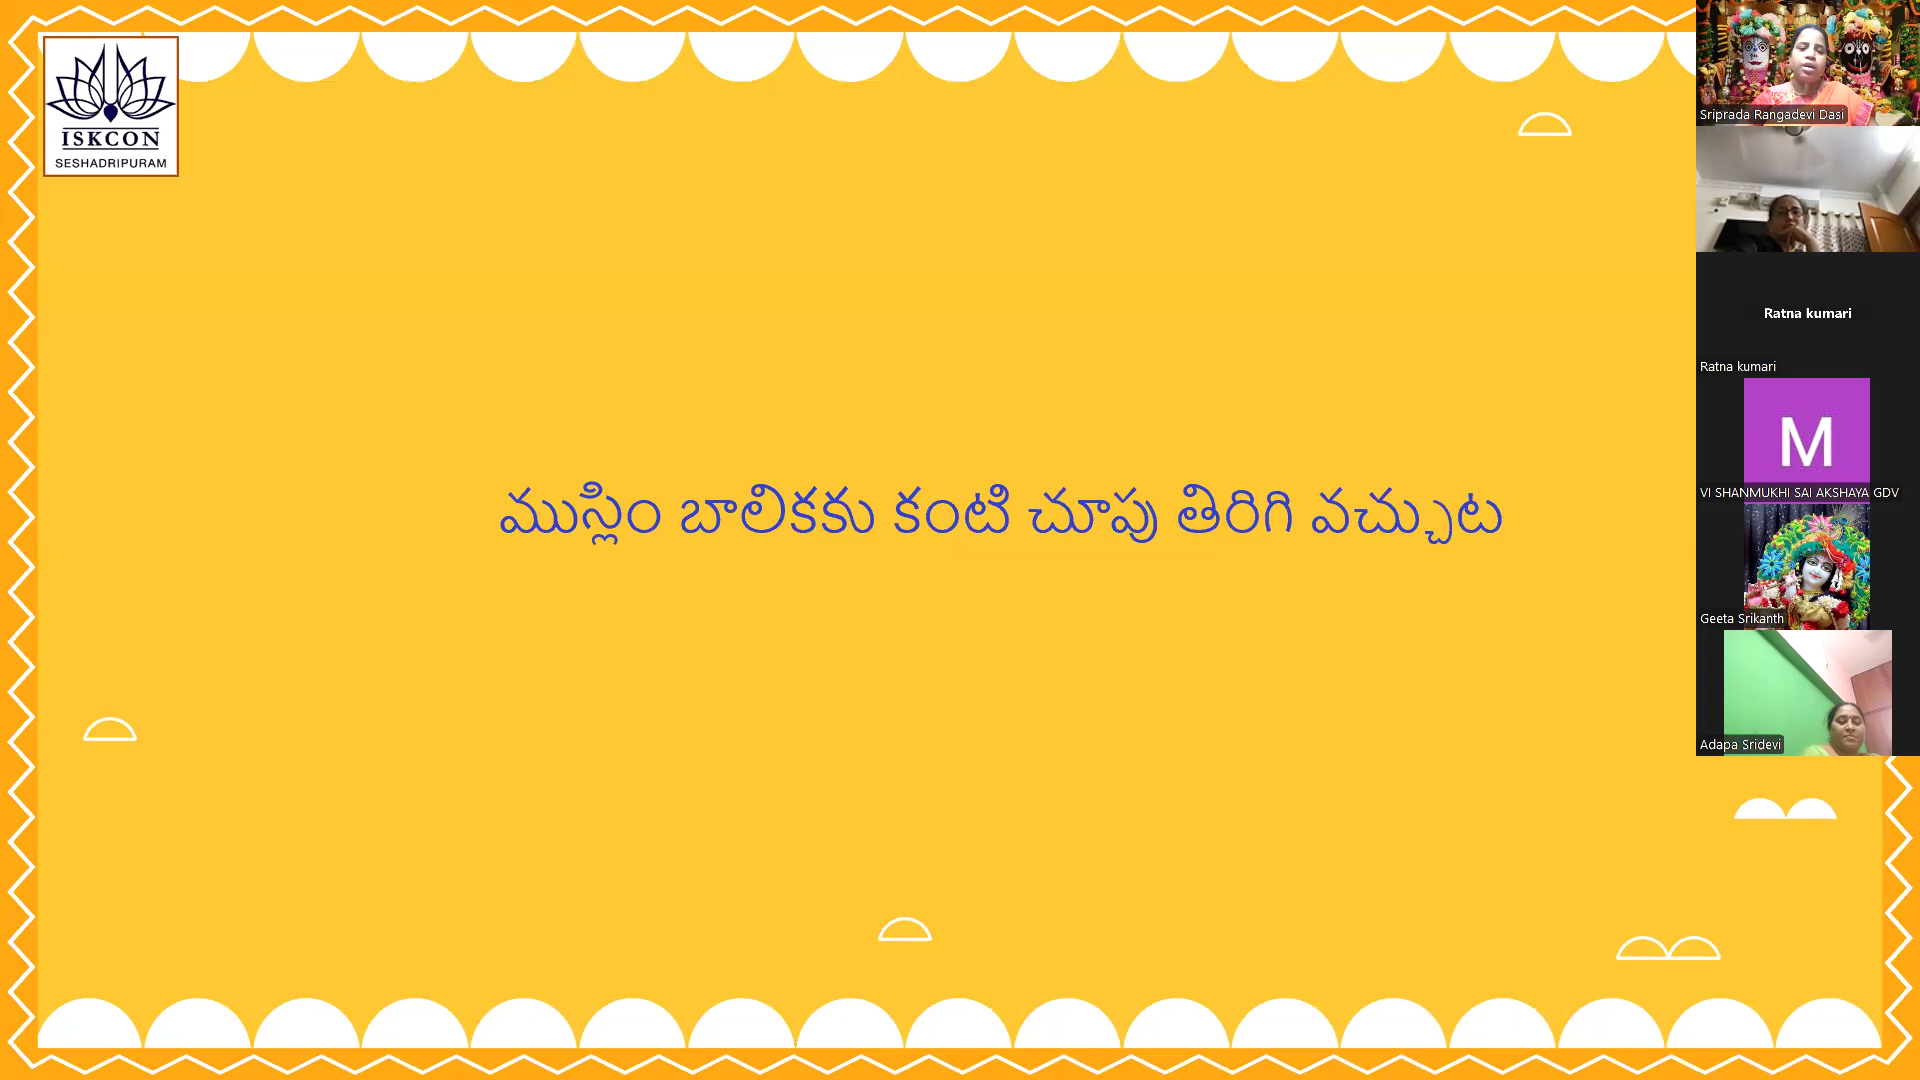 ISKCON
SESHADRIPURAM
ముస్లిం బాలికకు కంటి చూపు తిరిగి వచ్చుట
Sriprada Rangadevi Dasi
Ratna kumari
Ratna kumari
M
VI SHANMUKHI SAI AKSHAYA GDV
Geeta Srikanth
Adapa Sridevi